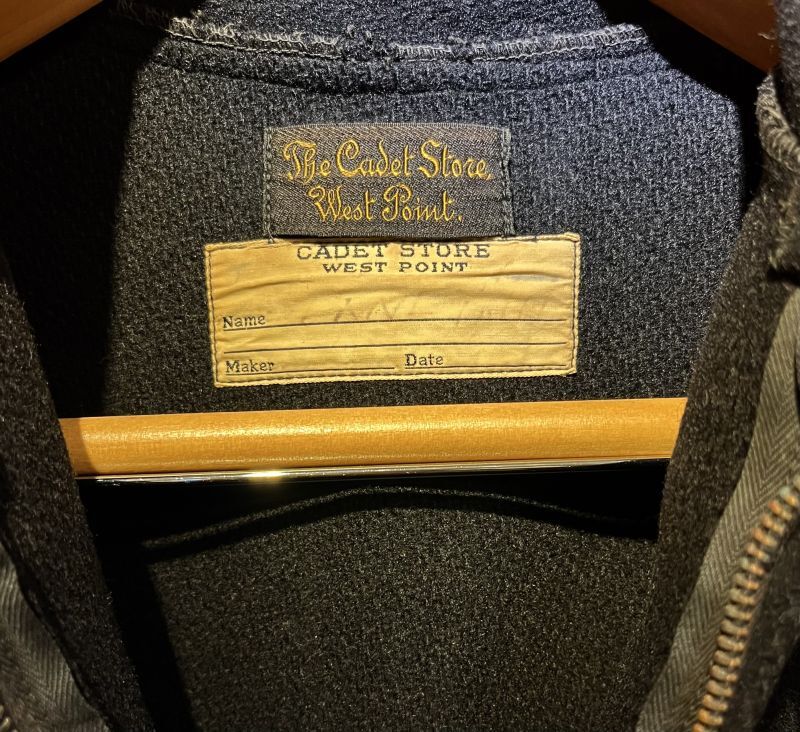 The Cadet Store,
West Point.
CADET STORE
WEST POINT
Name
Maker Date